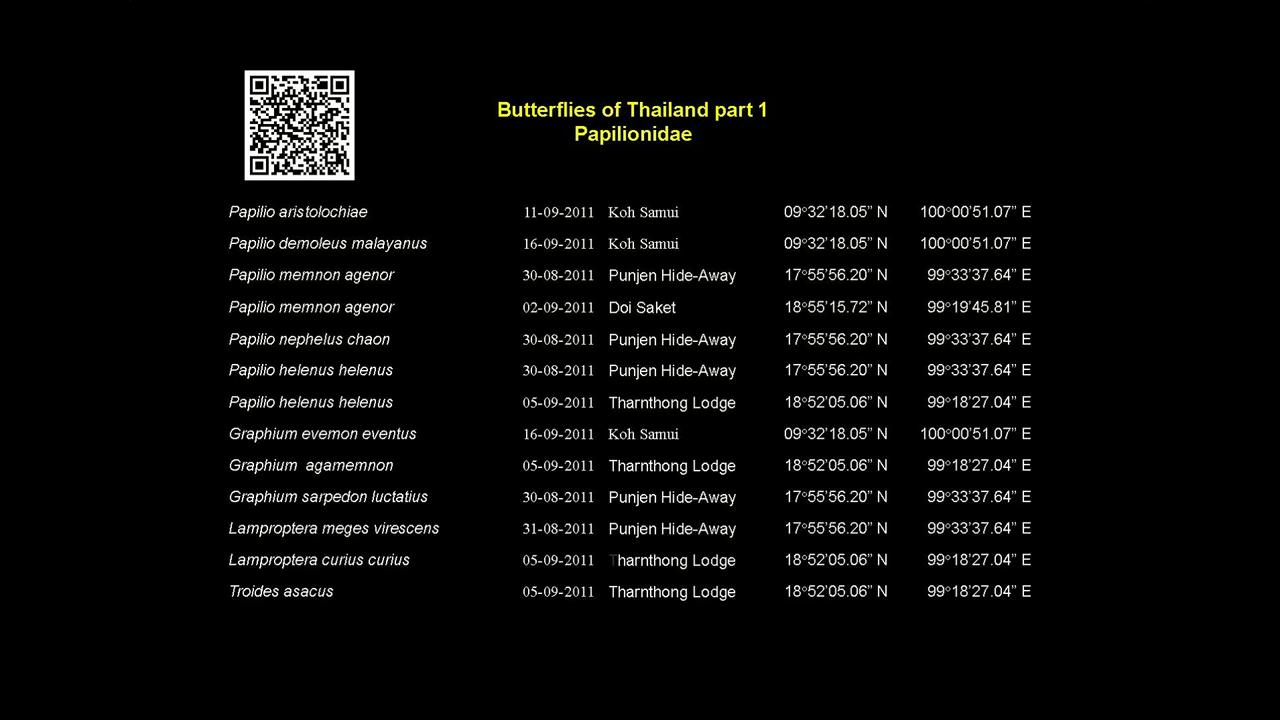 Butterflies of Thailand part 1
Papilionidae
Papilio aristolochiae 11-09-2011 Koh Samui 09°32'18.05” N 100°00’51.07” E
Papilio demoleus malayanus 16-09-2011 Koh Samui 09°32'18.05” N 100°00’51.07” E
Papilio memnon agenor 30-08-2011 Punjen Hide-Away 17°55’56.20” N 99°33’37.64” E
Papilio memnon agenor 02-09-2011 Doi Saket 18°55’15.72” N 99°19’45.81” E
Papilio nephelus chaon 30-08-2011 Punjen Hide-Away 17°55’56.20” N 99°33’37.64” E
Papilio helenus helenus 30-08-2011 Punjen Hide-Away 17°55’56.20” N 99°33’37.64” E
Papilio helenus helenus 05-09-2011 Tharnthong Lodge 18°52’05.06” N 99°18’27.04” E
Graphium evemon eventus 16-09-2011 Koh Samui 09°32'18.05” N 100°00’51.07” E
Graphium agamemnon 05-09-2011 Tharnthong Lodge 18°52’05.06” N 99°18’27.04” E
Graphium sarpedon luctatius 30-08-2011 Punjen Hide-Away 17°55’56.20” N 99°33’37.64” E
Lamproptera meges virescens 31-08-2011 Punjen Hide-Away 17°55’56.20” N 99°33’37.64” E
Lamproptera curius curius 05-09-2011 Tharnthong Lodge 18°52’05.06” N 99°18’27.04” E
Troides asacus 05-09-2011 Tharnthong Lodge 18°52’05.06” N 99°18’27.04” E